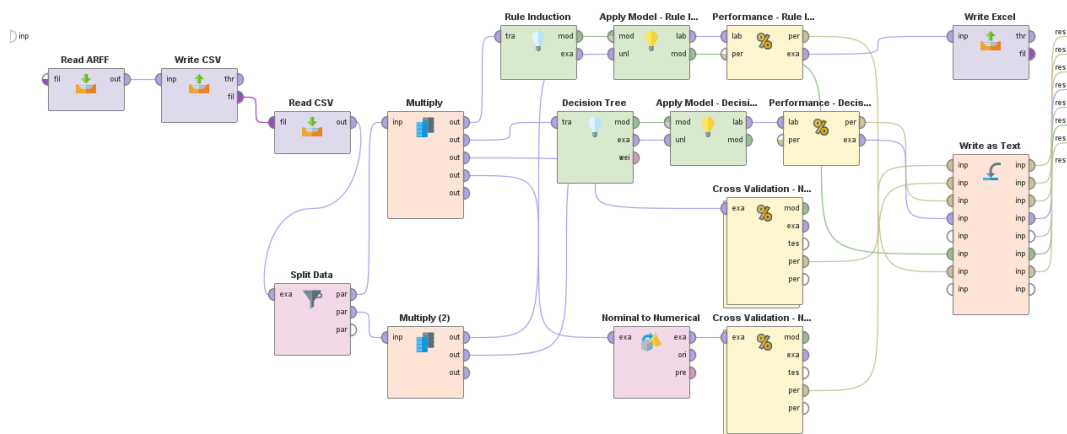 inp
Read ARFF
fil out
Write CSV
inp thr
fil
Read CSV
fil out
Split Data
exa par
par
par
Multiply
inp out
out
out
out
out
Multiply (2)
inp out
out
out
Rule Induction
tra mod
exa
Apply Model - Rule I...
mod lab
unl mod
Performance - Rule I...
lab per
per exa
Decision Tree
tra mod
exa
wei
Apply Model - Decisi...
mod lab
unl mod
Performance - Decis...
lab per
per exa
Cross Validation - N...
exa mod
exa
tes
per
per
Nominal to Numerical
exa exa
ori
pre
Cross Validation - N...
exa mod
exa
tes
per
per
Write Excel
inp thr
fil
Write as Text
inp inp
inp inp
inp inp
inp inp
inp inp
inp inp
inp inp
inp inp
res
res
res
res
res
res
res
res